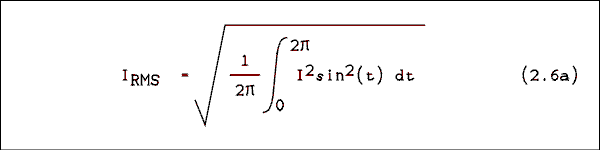 I_RMS = √( 1/2π ∫₀^2π I²sin²(t) dt ) (2.6a)